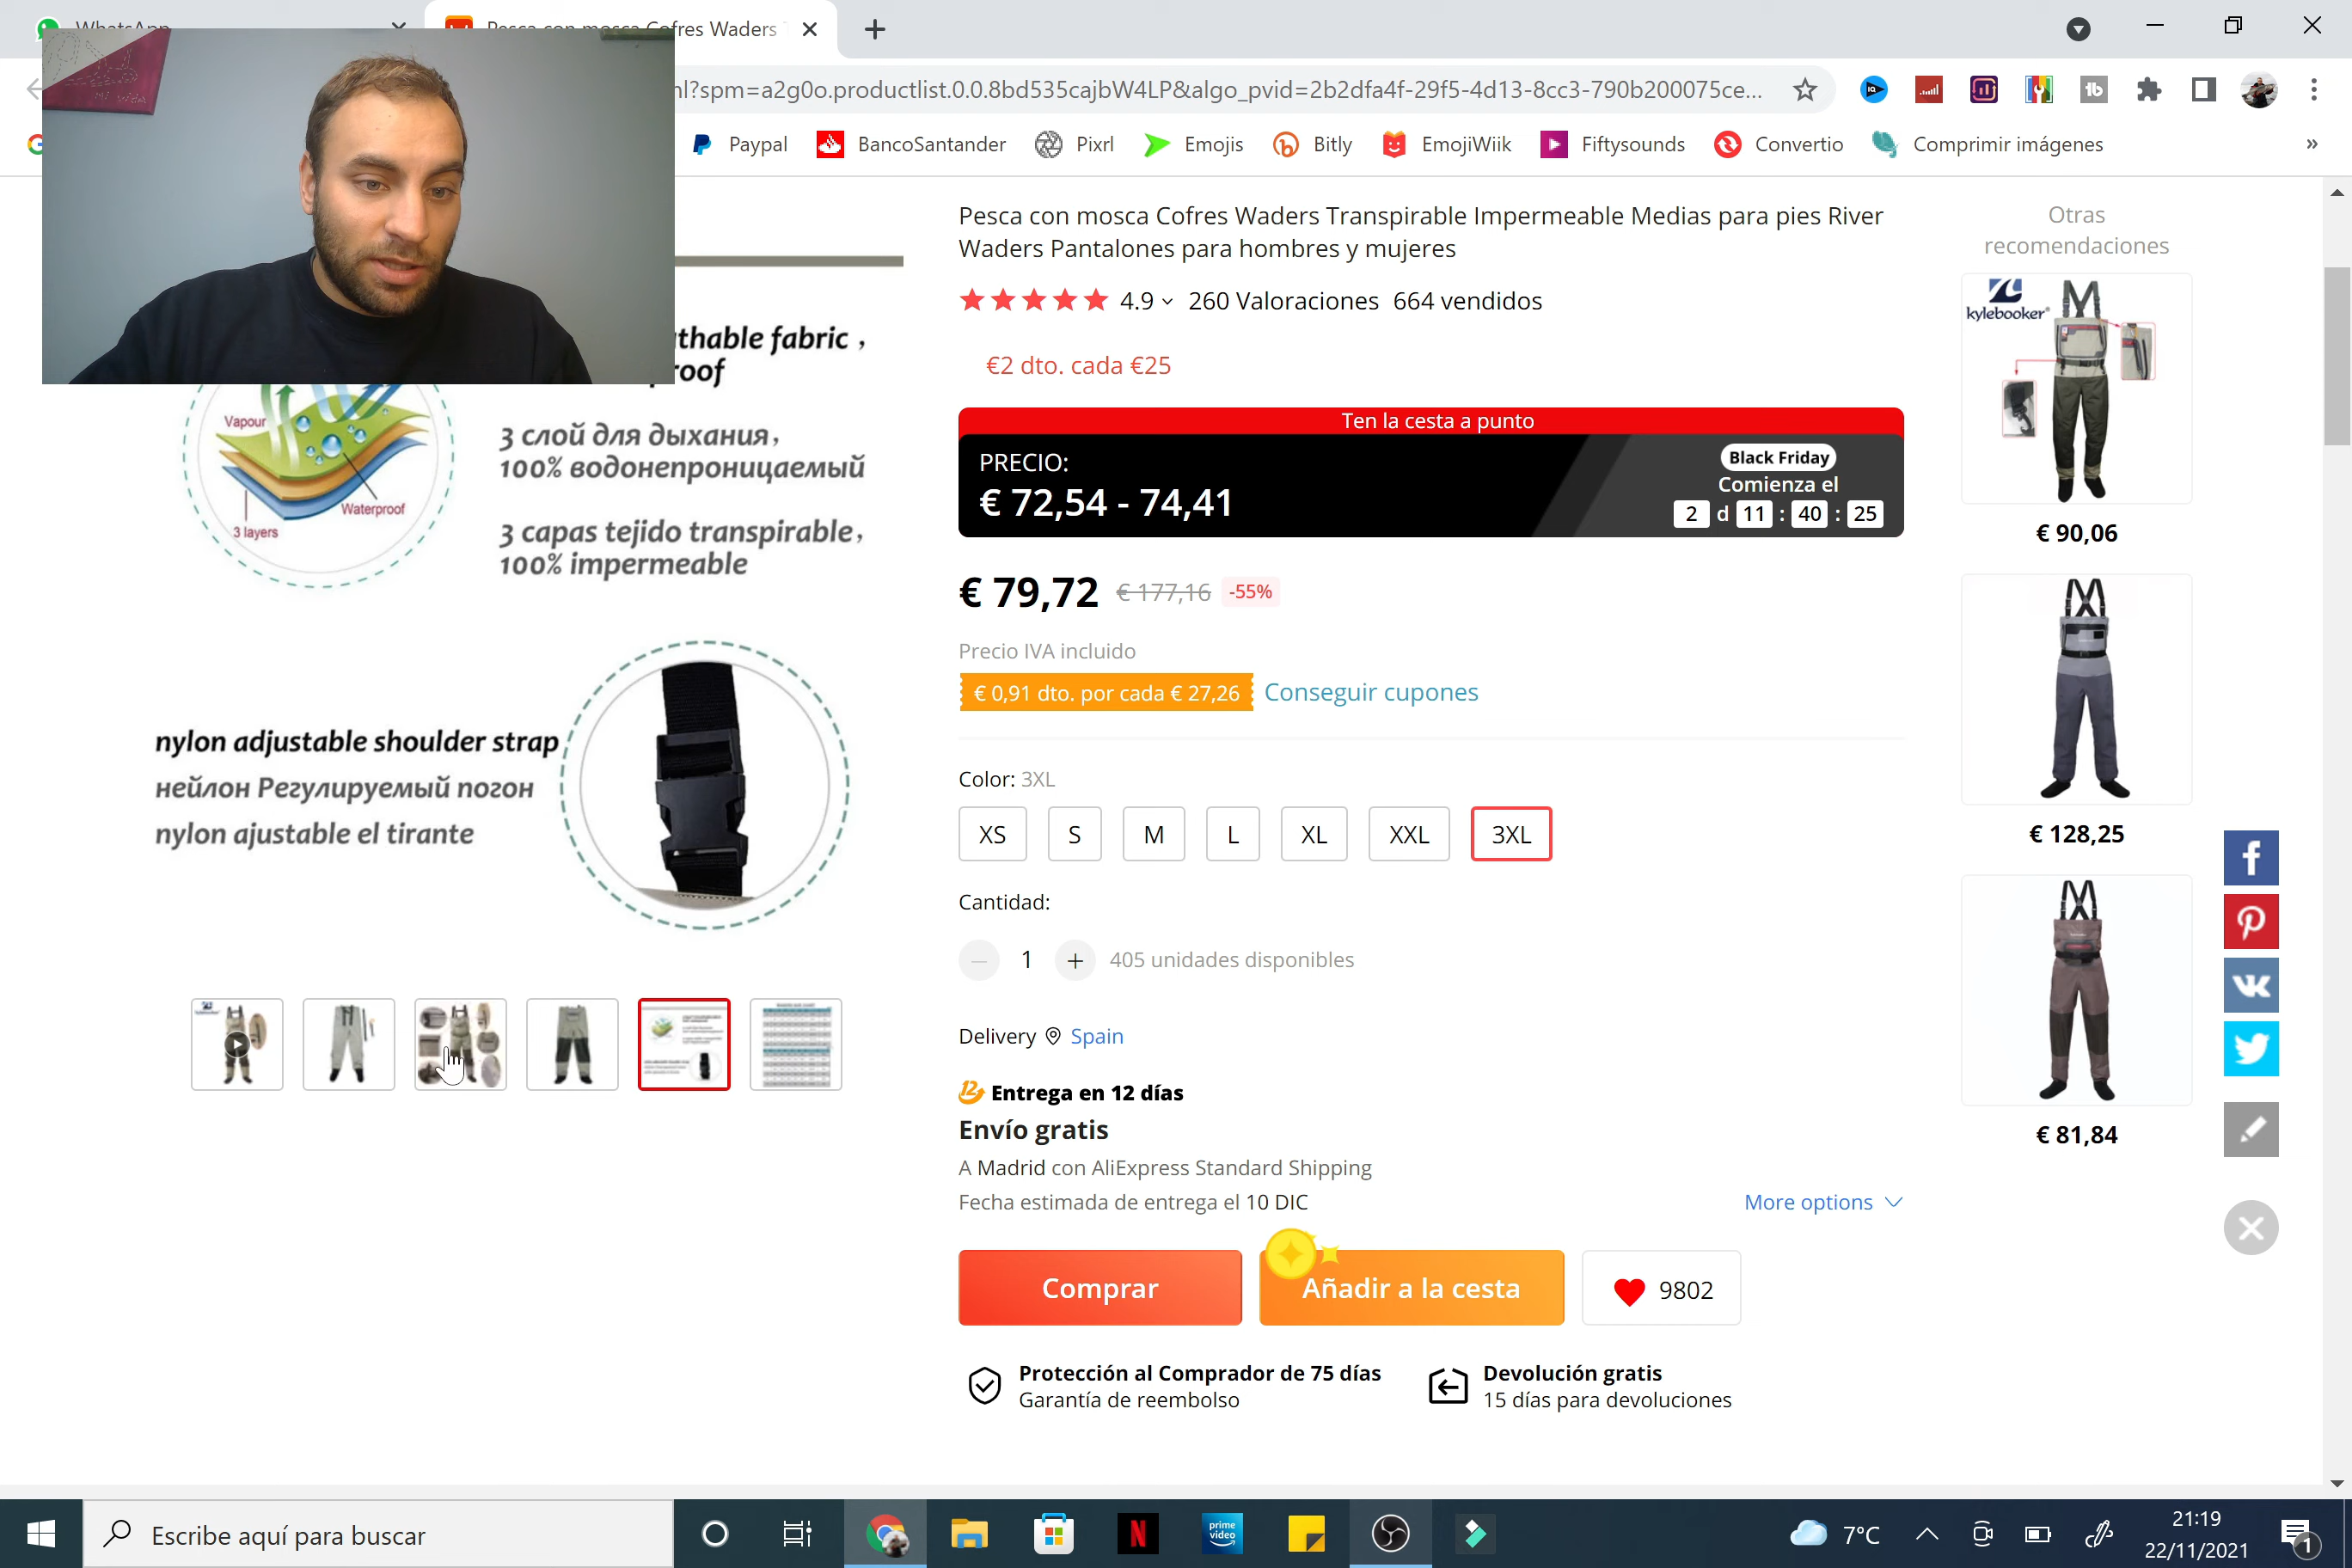 Pesca con mosca Cofres Waders
nl?spm=a2g0o.productlist.0.0.8bd535cajbW4LP&algo_pvid=2b2dfa4f-29f5-4d13-8cc3-790b200075ce...
Paypal
BancoSantander
Pixrl
Emojis
Bitly
EmojiWiik
Fiftysounds
Convertio
Comprimir imágenes
»
mi vida
thable fabric ,
roof
Vapour
Waterproof
3 layers
3 слой для дыхания,
100% водонепроницаемый
3 capas tejido transpirable,
100% impermeable
nylon adjustable shoulder strap
нейлон Регулируемый погон
nylon ajustable el tirante
Pesca con mosca Cofres Waders Transpirable Impermeable Medias para pies River
Waders Pantalones para hombres y mujeres
4.9 260 Valoraciones 664 vendidos
€2 dto. cada €25
Ten la cesta a punto
PRECIO:
€ 72,54 - 74,41
Black Friday
Comienza el
2 d 11 : 40 : 25
€ 79,72 € 177,16 -55%
Precio IVA incluido
€ 0,91 dto. por cada € 27,26 Conseguir cupones
Color: 3XL
XS S M L XL XXL 3XL
Cantidad:
− 1 + 405 unidades disponibles
Delivery Spain
12 Entrega en 12 días
Envío gratis
A Madrid con AliExpress Standard Shipping
Fecha estimada de entrega el 10 DIC
More options
Comprar
Añadir a la cesta
9802
Protección al Comprador de 75 días
Garantía de reembolso
Devolución gratis
15 días para devoluciones
Otras
recomendaciones
kylebooker®
€ 90,06
€ 128,25
€ 81,84
Escribe aquí para buscar
N
prime
video
7°C
21:19
22/11/2021
1